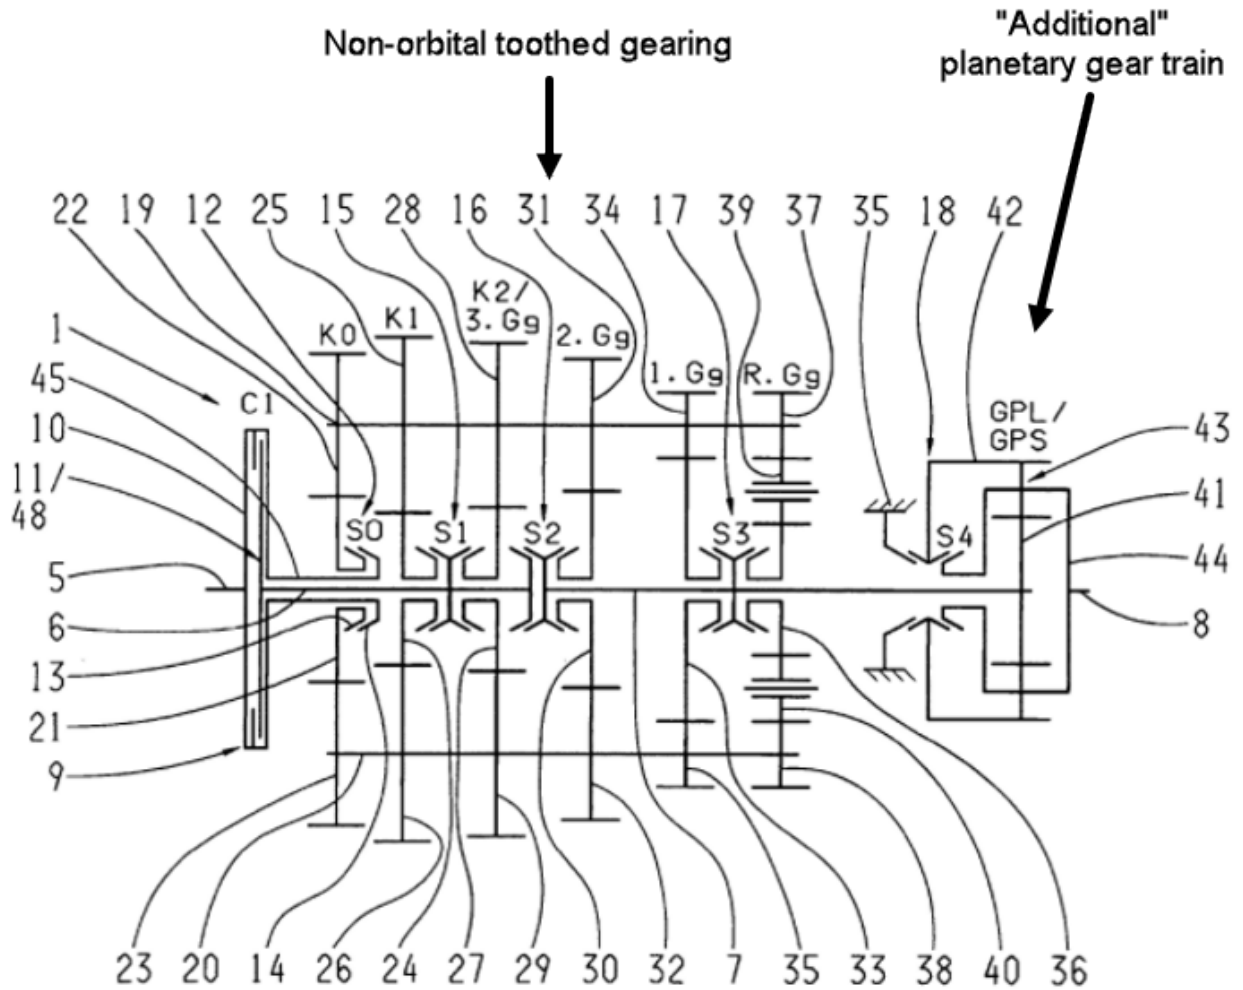 Non-orbital toothed gearing
"Additional"
planetary gear train
22 19 12 25 15 28 16 31 34 17 39 37 35 18 42
K2/
3.Gg
K0 K1 2.Gg
1
45 C1 1.Gg R.Gg
GPL/
GPS
10 43
11/
48
41
S0 S1 S2 S3 S4
44
5
6 8
13
21
9
23 20 14 26 24 27 29 30 32 7 35 33 38 40 36